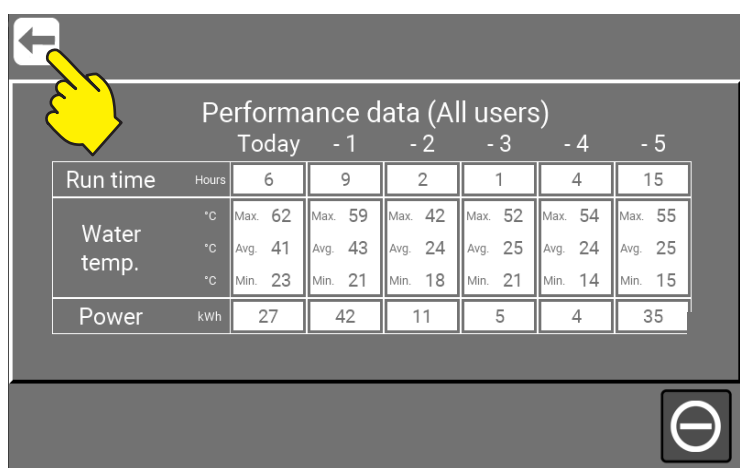 Performance data (All users)
Today - 1 - 2 - 3 - 4 - 5
Run time Hours 6 9 2 1 4 15
Water temp. °C Max. 62 Max. 59 Max. 42 Max. 52 Max. 54 Max. 55
°C Avg. 41 Avg. 43 Avg. 24 Avg. 25 Avg. 24 Avg. 25
°C Min. 23 Min. 21 Min. 18 Min. 21 Min. 14 Min. 15
Power kWh 27 42 11 5 4 35